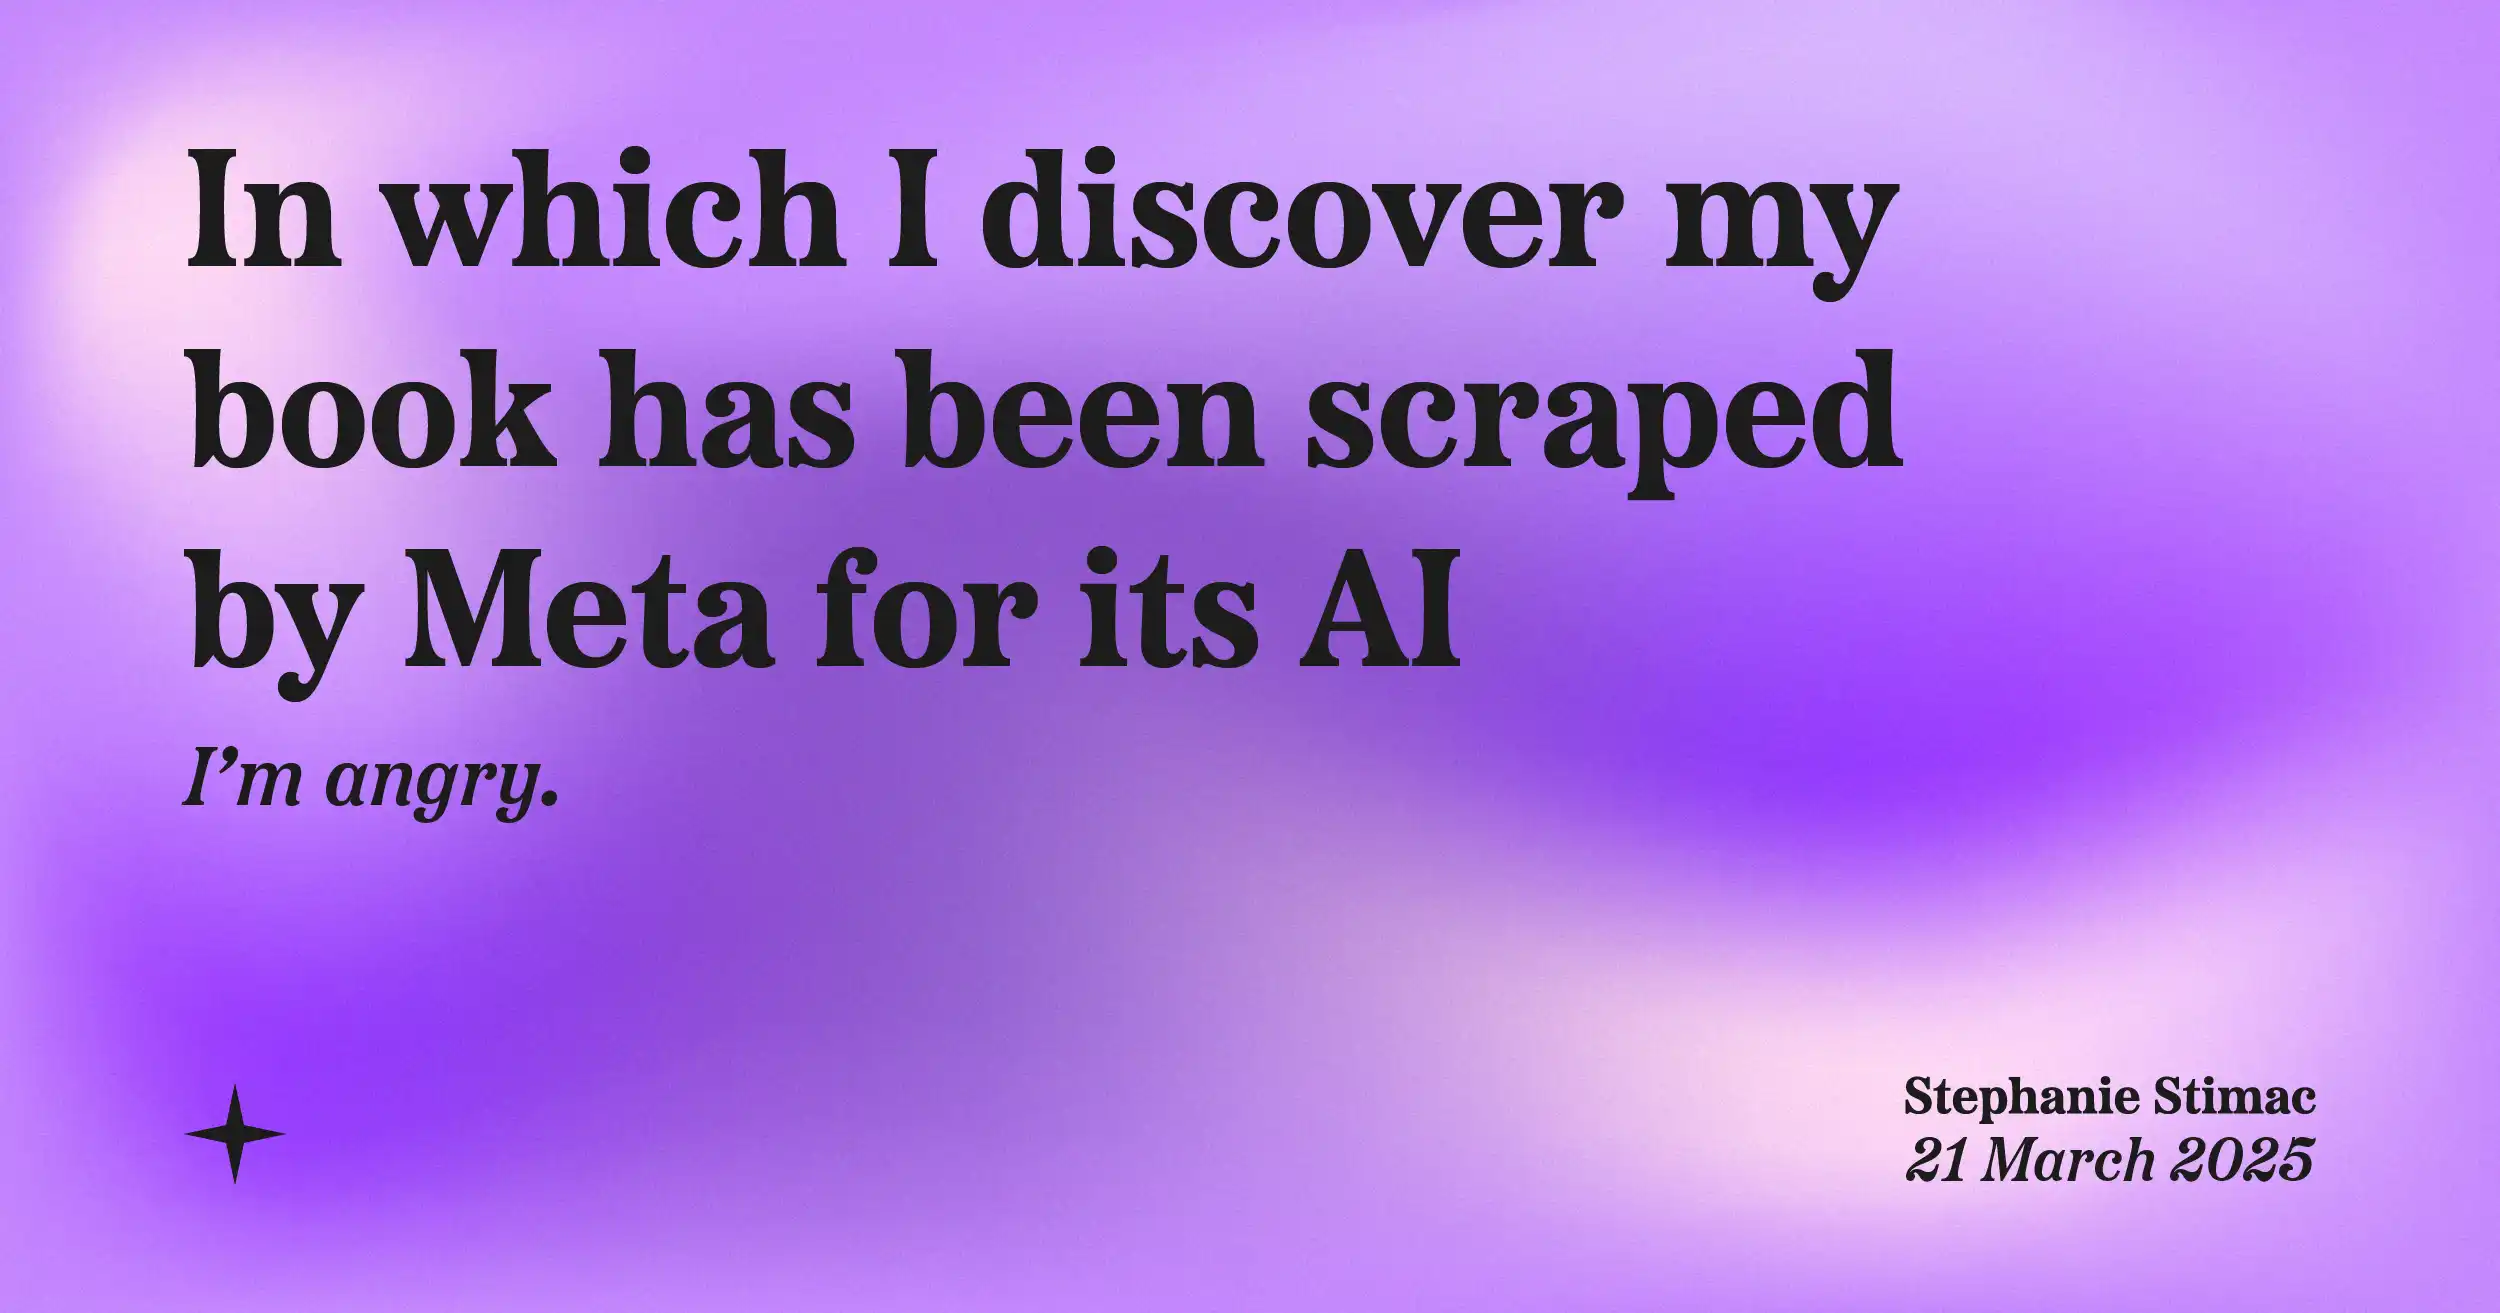 In which I discover my
book has been scraped
by Meta for its AI
I’m angry.
Stephanie Stimac
21 March 2025